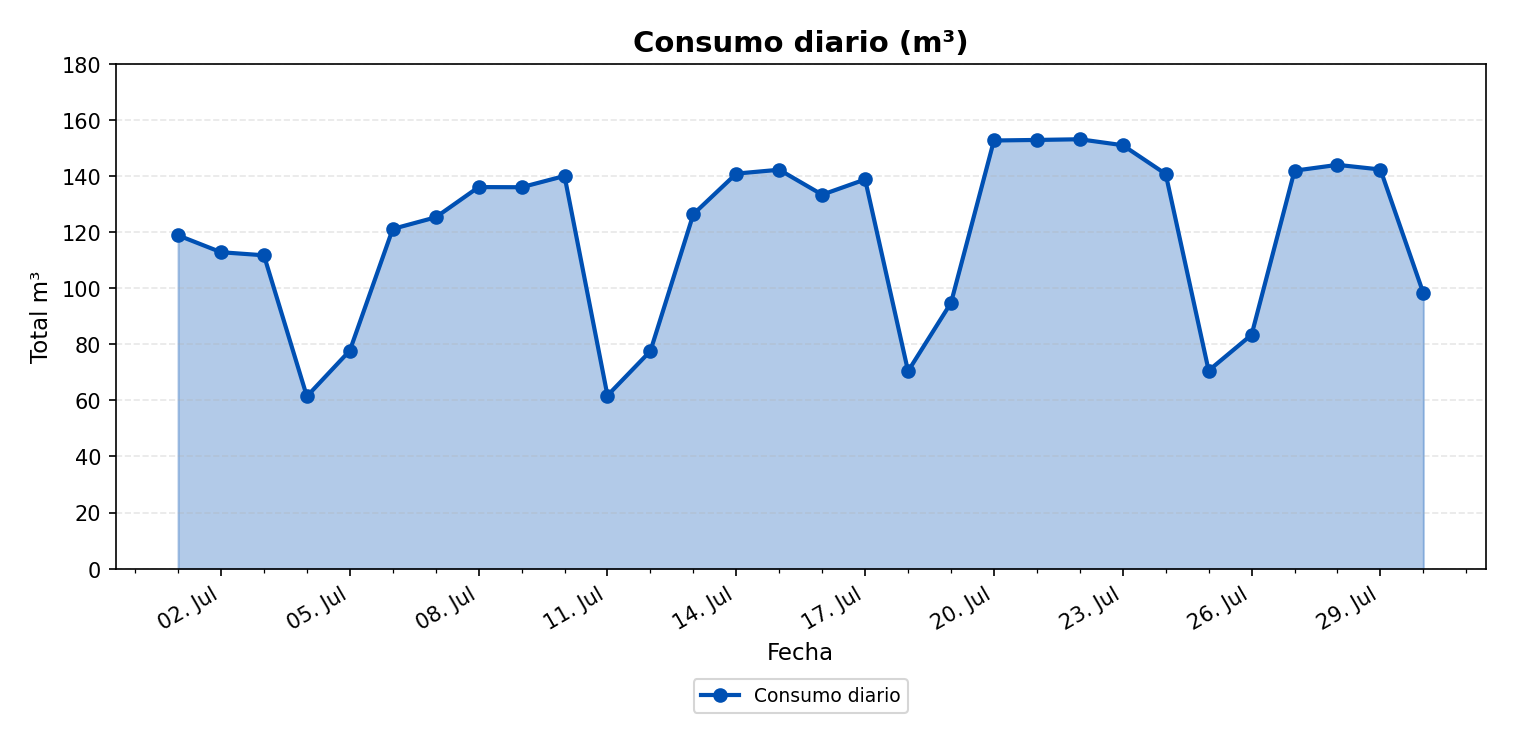 Consumo diario (m³)
Total m³
180
160
140
120
100
80
60
40
20
0
02. Jul
05. Jul
08. Jul
11. Jul
14. Jul
17. Jul
20. Jul
23. Jul
26. Jul
29. Jul
Fecha
Consumo diario